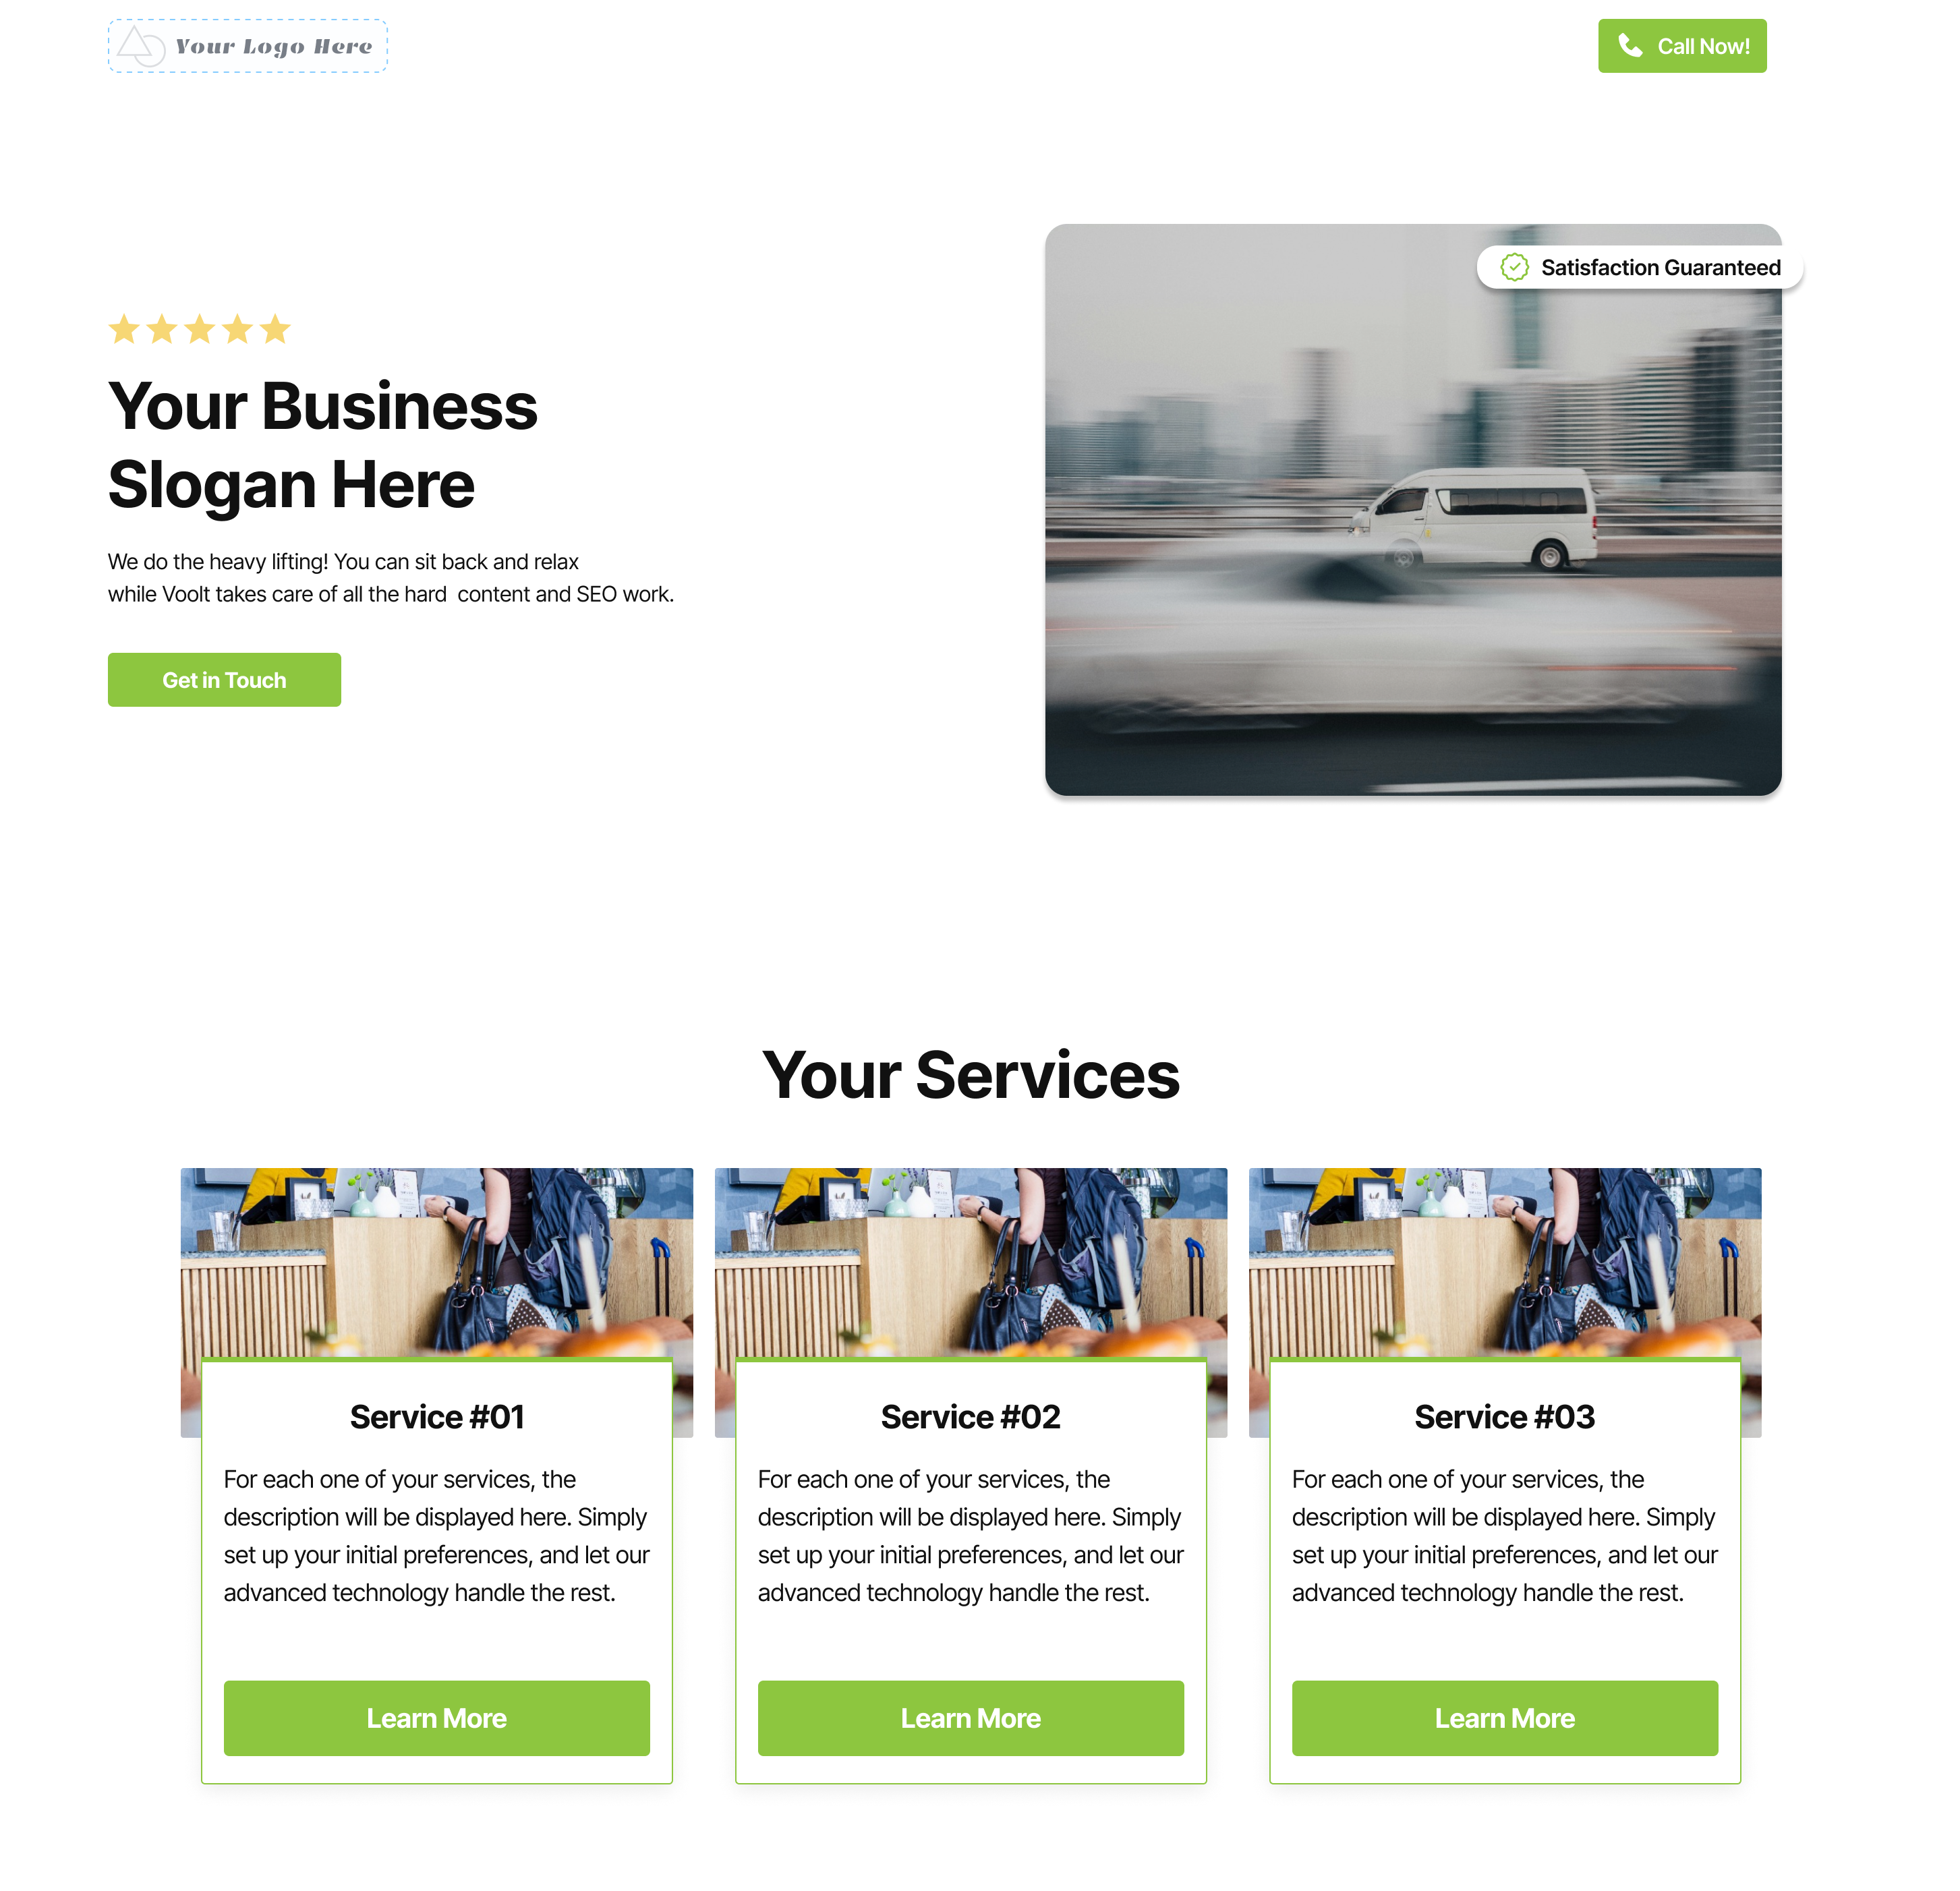 Your Logo Here
Call Now!
Satisfaction Guaranteed
Your Business
Slogan Here
We do the heavy lifting! You can sit back and relax
while Voolt takes care of all the hard  content and SEO work.
Get in Touch
Your Services
Service #01
For each one of your services, the
description will be displayed here. Simply
set up your initial preferences, and let our
advanced technology handle the rest.
Learn More
Service #02
For each one of your services, the
description will be displayed here. Simply
set up your initial preferences, and let our
advanced technology handle the rest.
Learn More
Service #03
For each one of your services, the
description will be displayed here. Simply
set up your initial preferences, and let our
advanced technology handle the rest.
Learn More